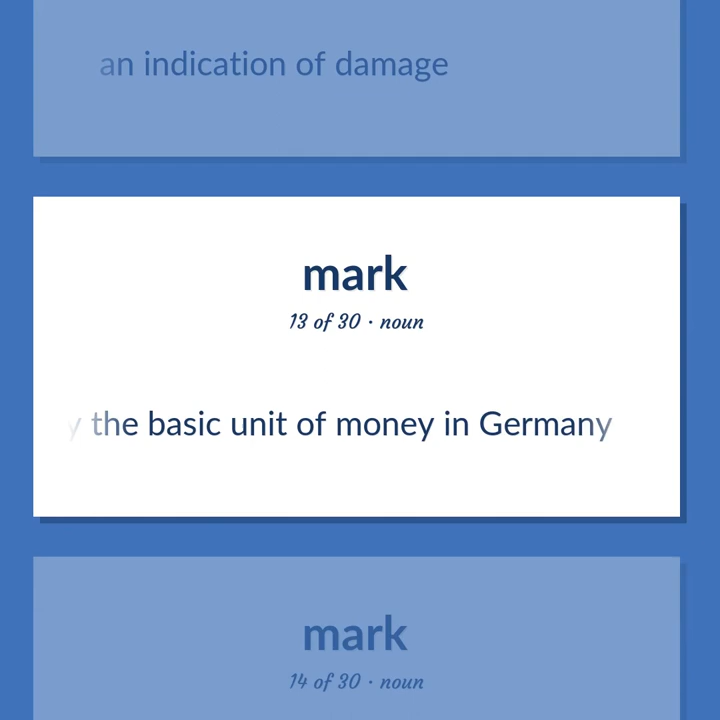 an indication of damage
mark
13 of 30 · noun
y the basic unit of money in Germany
mark
14 of 30 · noun